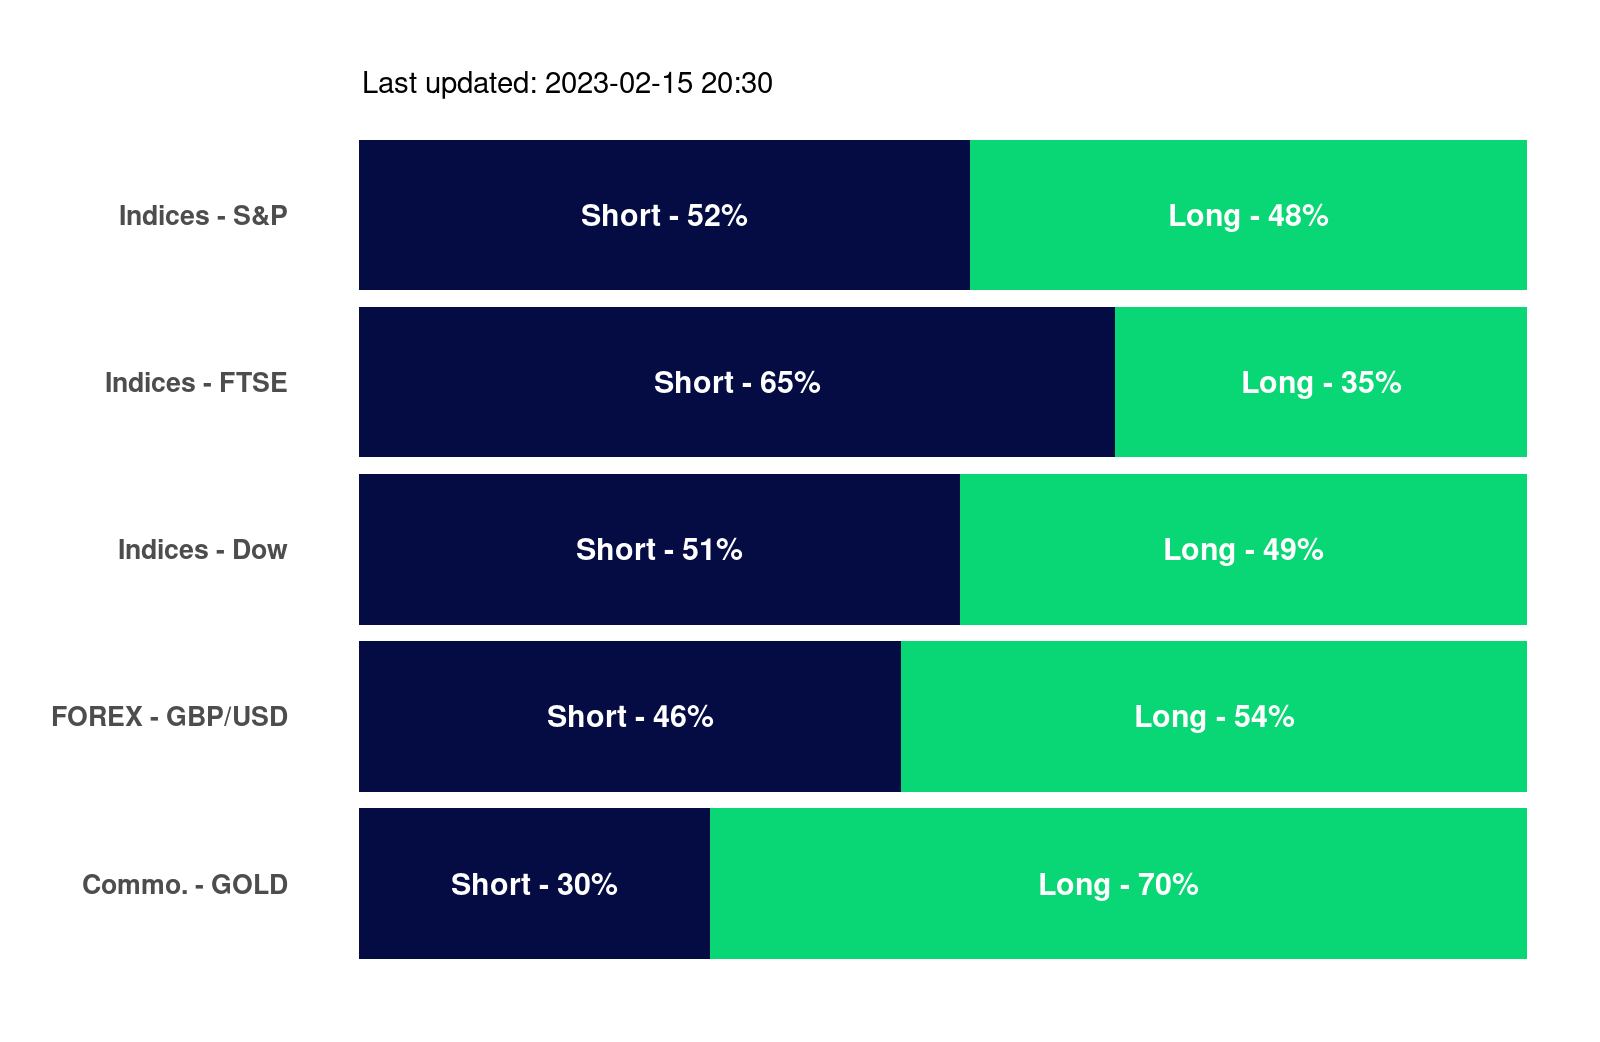 Last updated: 2023-02-15 20:30
Indices - S&P Short - 52% Long - 48%
Indices - FTSE Short - 65% Long - 35%
Indices - Dow Short - 51% Long - 49%
FOREX - GBP/USD Short - 46% Long - 54%
Commo. - GOLD Short - 30% Long - 70%